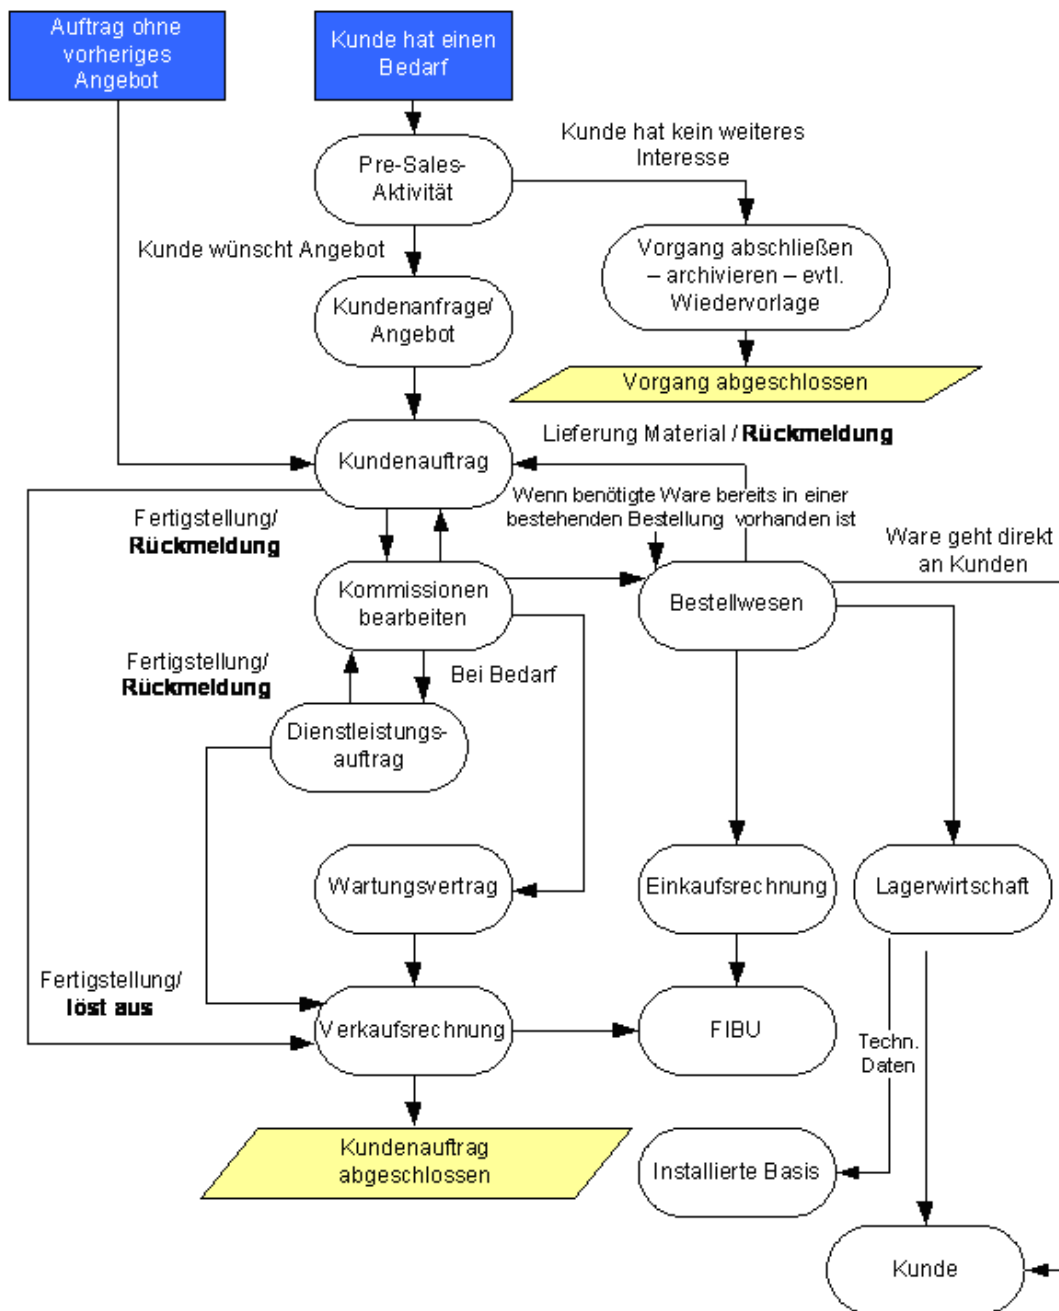 Auftrag ohne
vorheriges
Angebot
Kunde hat einen
Bedarf
Kunde hat kein weiteres
Interesse
Pre-Sales-
Aktivität
Kunde wünscht Angebot
Vorgang abschließen
– archivieren – evtl.
Wiedervorlage
Kundenanfrage/
Angebot
Vorgang abgeschlossen
Lieferung Material / Rückmeldung
Kundenauftrag
Wenn benötigte Ware bereits in einer
bestehenden Bestellung vorhanden ist
Fertigstellung/
Rückmeldung
Ware geht direkt
an Kunden
Kommissionen
bearbeiten
Bestellwesen
Fertigstellung/
Rückmeldung
Bei Bedarf
Dienstleistungs-
auftrag
Wartungsvertrag
Einkaufsrechnung
Lagerwirtschaft
Fertigstellung/
löst aus
Verkaufsrechnung
FIBU
Techn.
Daten
Kundenauftrag
abgeschlossen
Installierte Basis
Kunde